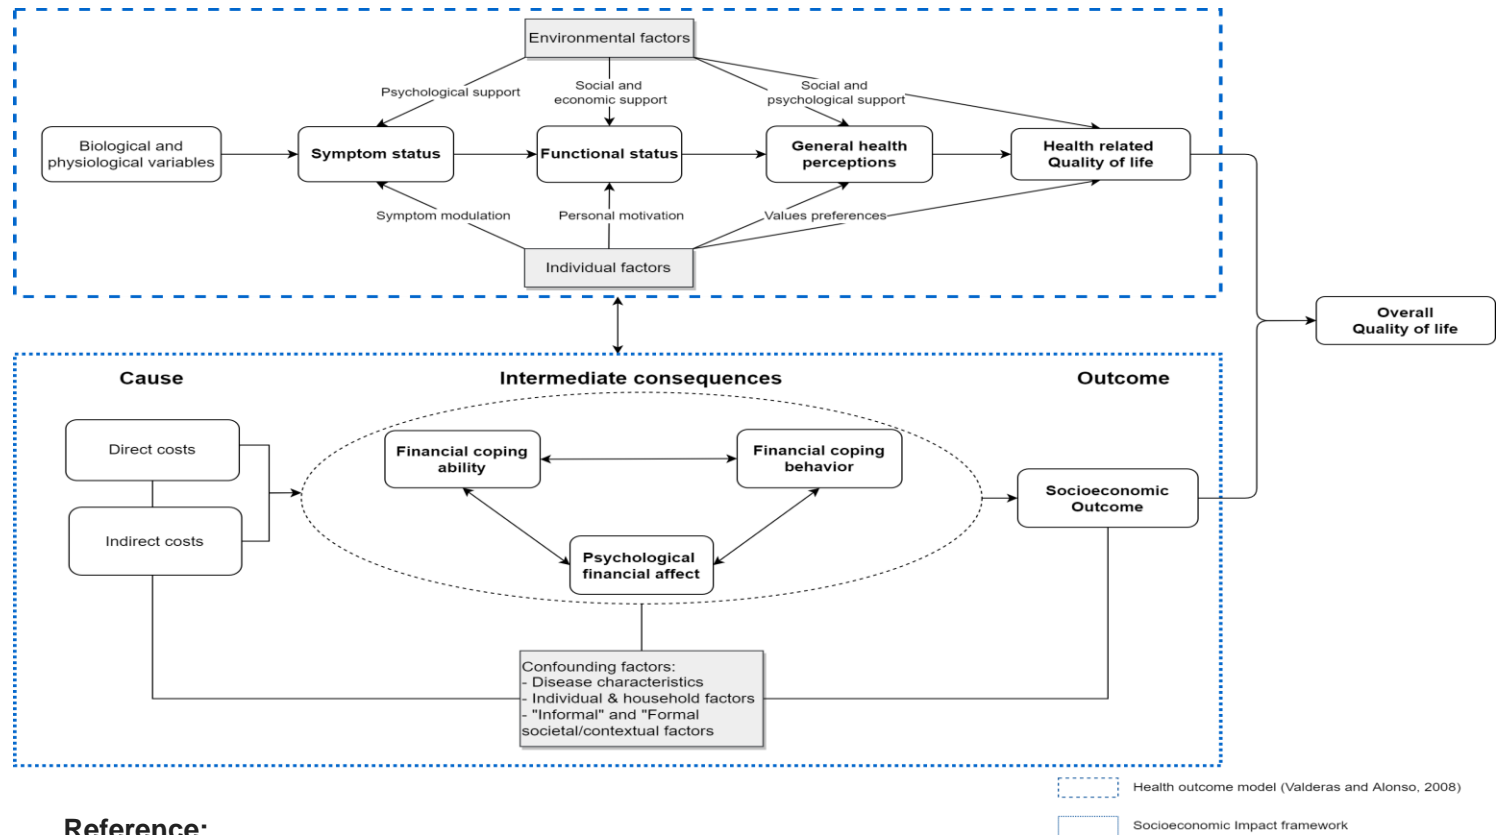 Environmental factors
Psychological support
Social and
economic support
Social and
psychological support
Biological and
physiological variables
Symptom status
Functional status
General health
perceptions
Health related
Quality of life
Symptom modulation
Personal motivation
Values preferences
Individual factors
Overall
Quality of life
Cause
Intermediate consequences
Outcome
Direct costs
Indirect costs
Financial coping
ability
Financial coping
behavior
Psychological
financial affect
Socioeconomic
Outcome
Confounding factors:
- Disease characteristics
- Individual & household factors
- "Informal" and "Formal
societal/contextual factors
Health outcome model (Valderas and Alonso, 2008)
Socioeconomic Impact framework
Reference: